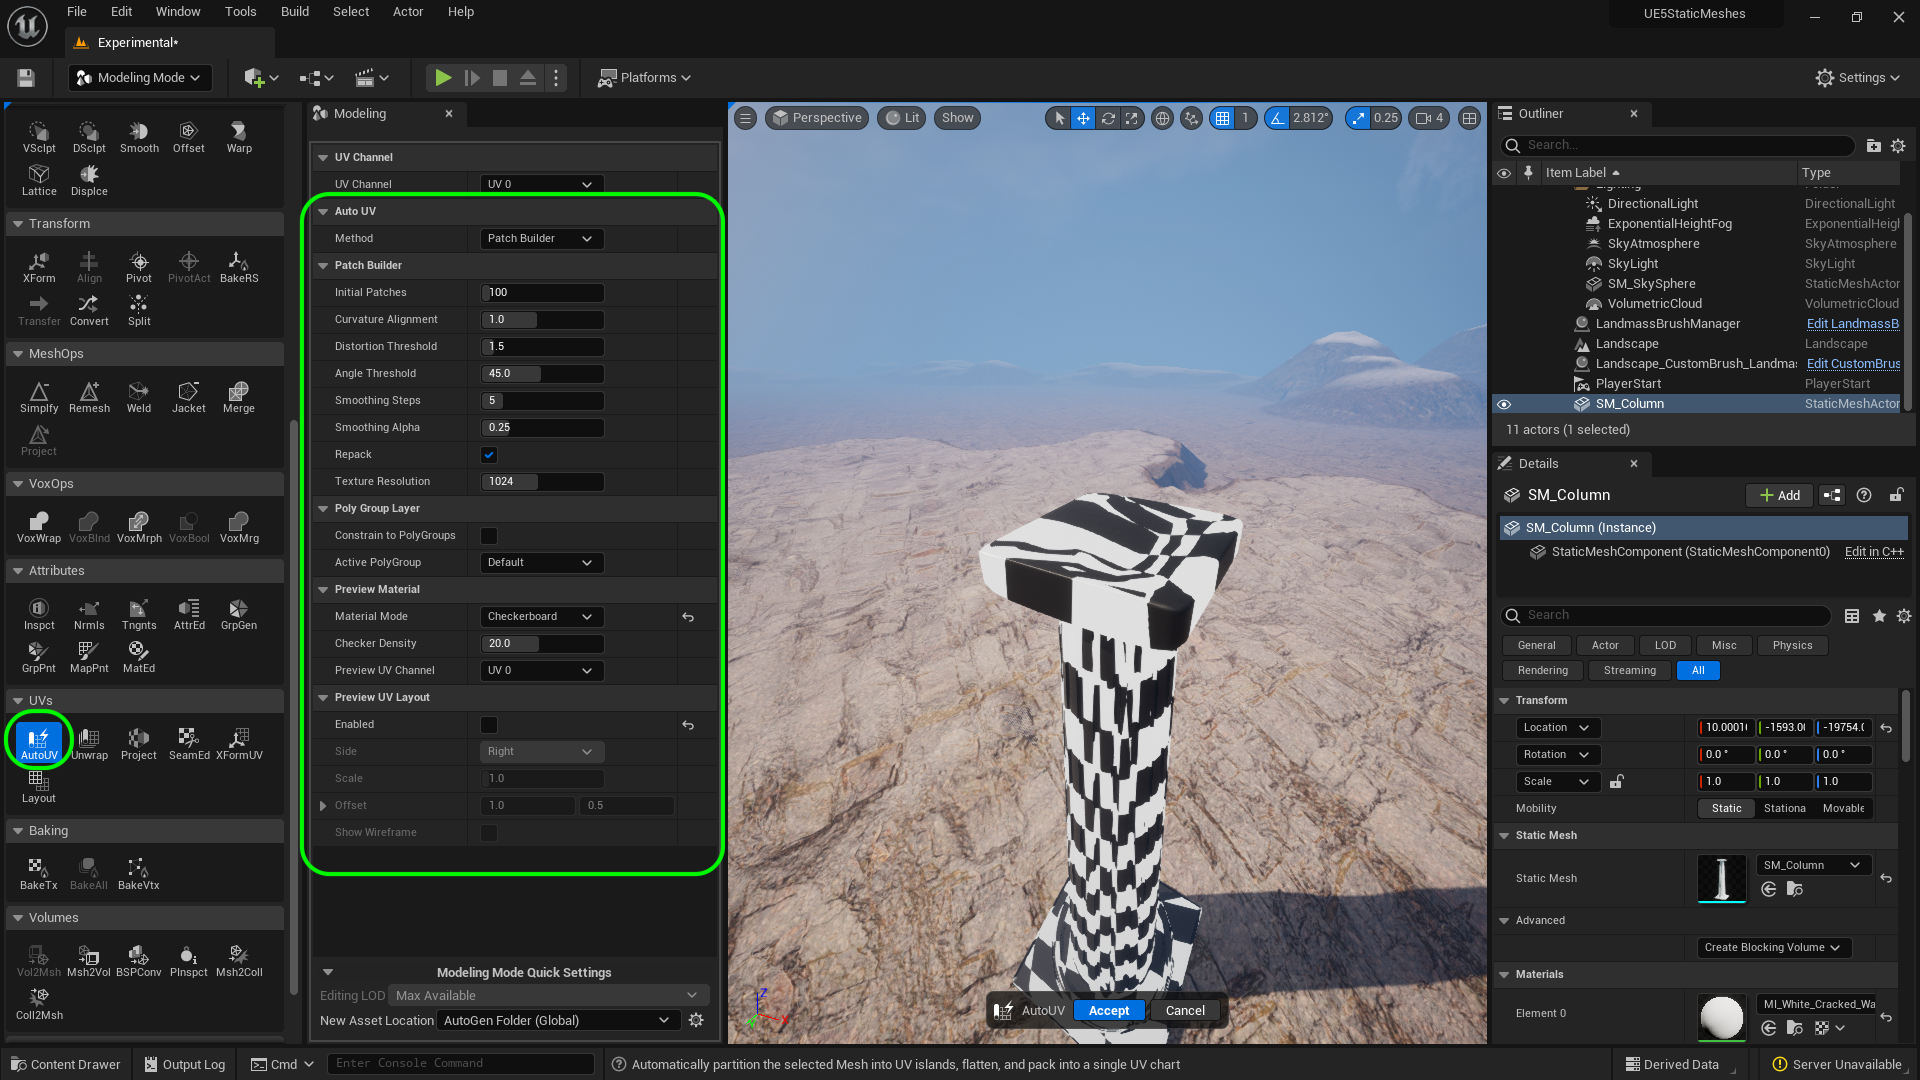 File Edit Window Tools Build Select Actor Help
UE5StaticMeshes
Experimental*
Modeling Mode
Platforms
Settings
VSclpt DSclpt Smooth Offset Warp
Lattice Displce
Transform
XForm Align Pivot PivotAct BakeRS
Transfer Convert Split
MeshOps
Simplfy Remesh Weld Jacket Merge
Project
VoxOps
VoxWrap VoxBlnd VoxMrph VoxBool VoxMrg
Attributes
Inspct Nrmls Tngnts AttrEd GrpGen
GrpPnt MapPnt MatEd
UVs
AutoUV Unwrap Project SeamEd XFormUV
Layout
Baking
BakeTx BakeAll BakeVtx
Volumes
Vol2Msh Msh2Vol BSPConv PInspct Msh2Coll
Coll2Msh
Modeling
UV Channel
UV Channel UV 0
Auto UV
Method Patch Builder
Patch Builder
Initial Patches 100
Curvature Alignment 1.0
Distortion Threshold 1.5
Angle Threshold 45.0
Smoothing Steps 5
Smoothing Alpha 0.25
Repack
Texture Resolution 1024
Poly Group Layer
Constrain to PolyGroups
Active PolyGroup Default
Preview Material
Material Mode Checkerboard
Checker Density 20.0
Preview UV Channel UV 0
Preview UV Layout
Enabled
Side Right
Scale 1.0
Offset 1.0 0.5
Show Wireframe
Modeling Mode Quick Settings
Editing LOD Max Available
New Asset Location AutoGen Folder (Global)
Perspective Lit Show 1 2.812° 0.25 4
Z
X
Y
AutoUV Accept Cancel
Outliner
Search...
Item Label Type
Lighting Folder
DirectionalLight DirectionalLight
ExponentialHeightFog ExponentialHeigl
SkyAtmosphere SkyAtmosphere
SkyLight SkyLight
SM_SkySphere StaticMeshActor
VolumetricCloud VolumetricCloud
LandmassBrushManager Edit LandmassB
Landscape Landscape
Landscape_CustomBrush_Landmas Edit CustomBrus
PlayerStart PlayerStart
SM_Column StaticMeshActor
11 actors (1 selected)
Details
SM_Column Add
SM_Column (Instance)
StaticMeshComponent (StaticMeshComponent0) Edit in C++
Search
General Actor LOD Misc Physics
Rendering Streaming All
Transform
Location 10.0001 -1593.0 -19754.
Rotation 0.0 ° 0.0 ° 0.0 °
Scale 1.0 1.0 1.0
Mobility Static Stationa Movable
Static Mesh
Static Mesh SM_Column
Advanced
Create Blocking Volume
Materials
Element 0 MI_White_Cracked_Wa
Content Drawer Output Log Cmd Enter Console Command Automatically partition the selected Mesh into UV islands, flatten, and pack into a single UV chart Derived Data Server Unavailable